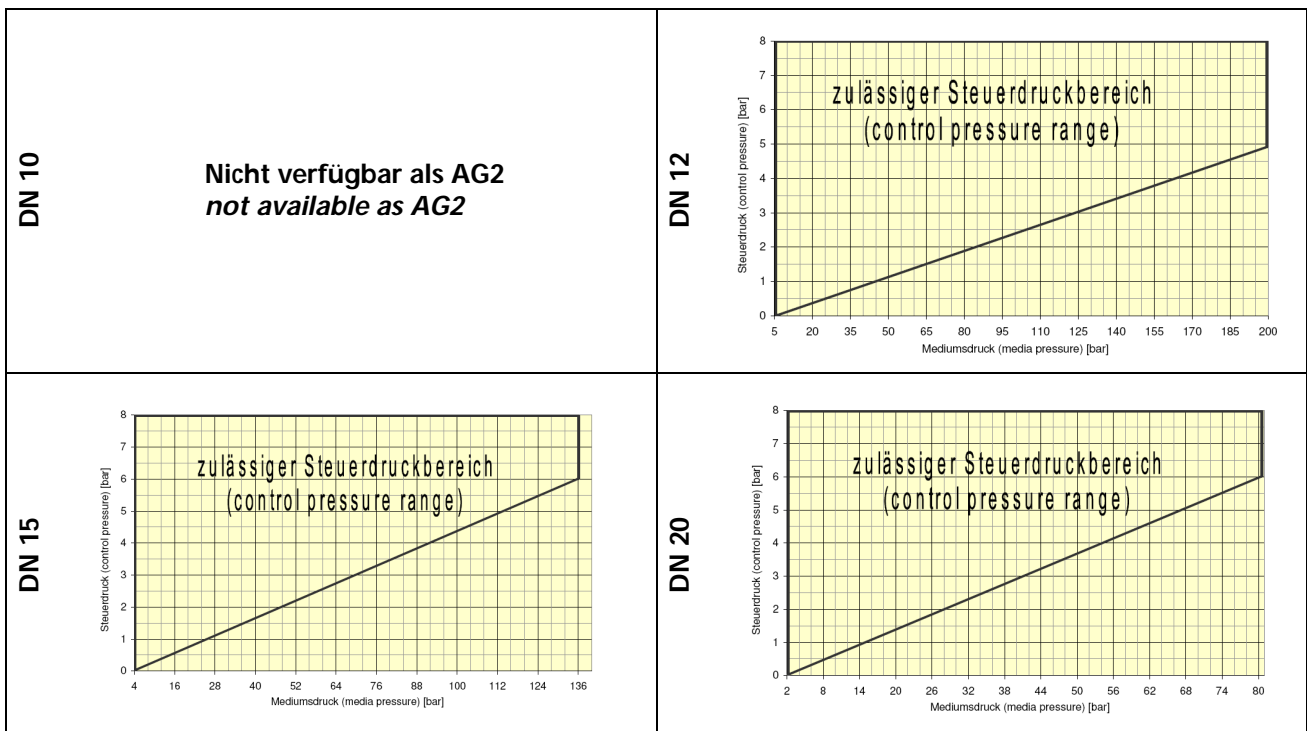 DN 10
Nicht verfügbar als AG2
not available as AG2
DN 12
zulässiger Steuerdruckbereich
(control pressure range)
Steuerdruck (control pressure) [bar]
8
7
6
5
4
3
2
1
0
5 20 35 50 65 80 95 110 125 140 155 170 185 200
Mediumsdruck (media pressure) [bar]
DN 15
zulässiger Steuerdruckbereich
(control pressure range)
Steuerdruck (control pressure) [bar]
8
7
6
5
4
3
2
1
0
4 16 28 40 52 64 76 88 100 112 124 136
Mediumsdruck (media pressure) [bar]
DN 20
zulässiger Steuerdruckbereich
(control pressure range)
Steuerdruck (control pressure) [bar]
8
7
6
5
4
3
2
1
0
2 8 14 20 26 32 38 44 50 56 62 68 74 80
Mediumsdruck (media pressure) [bar]